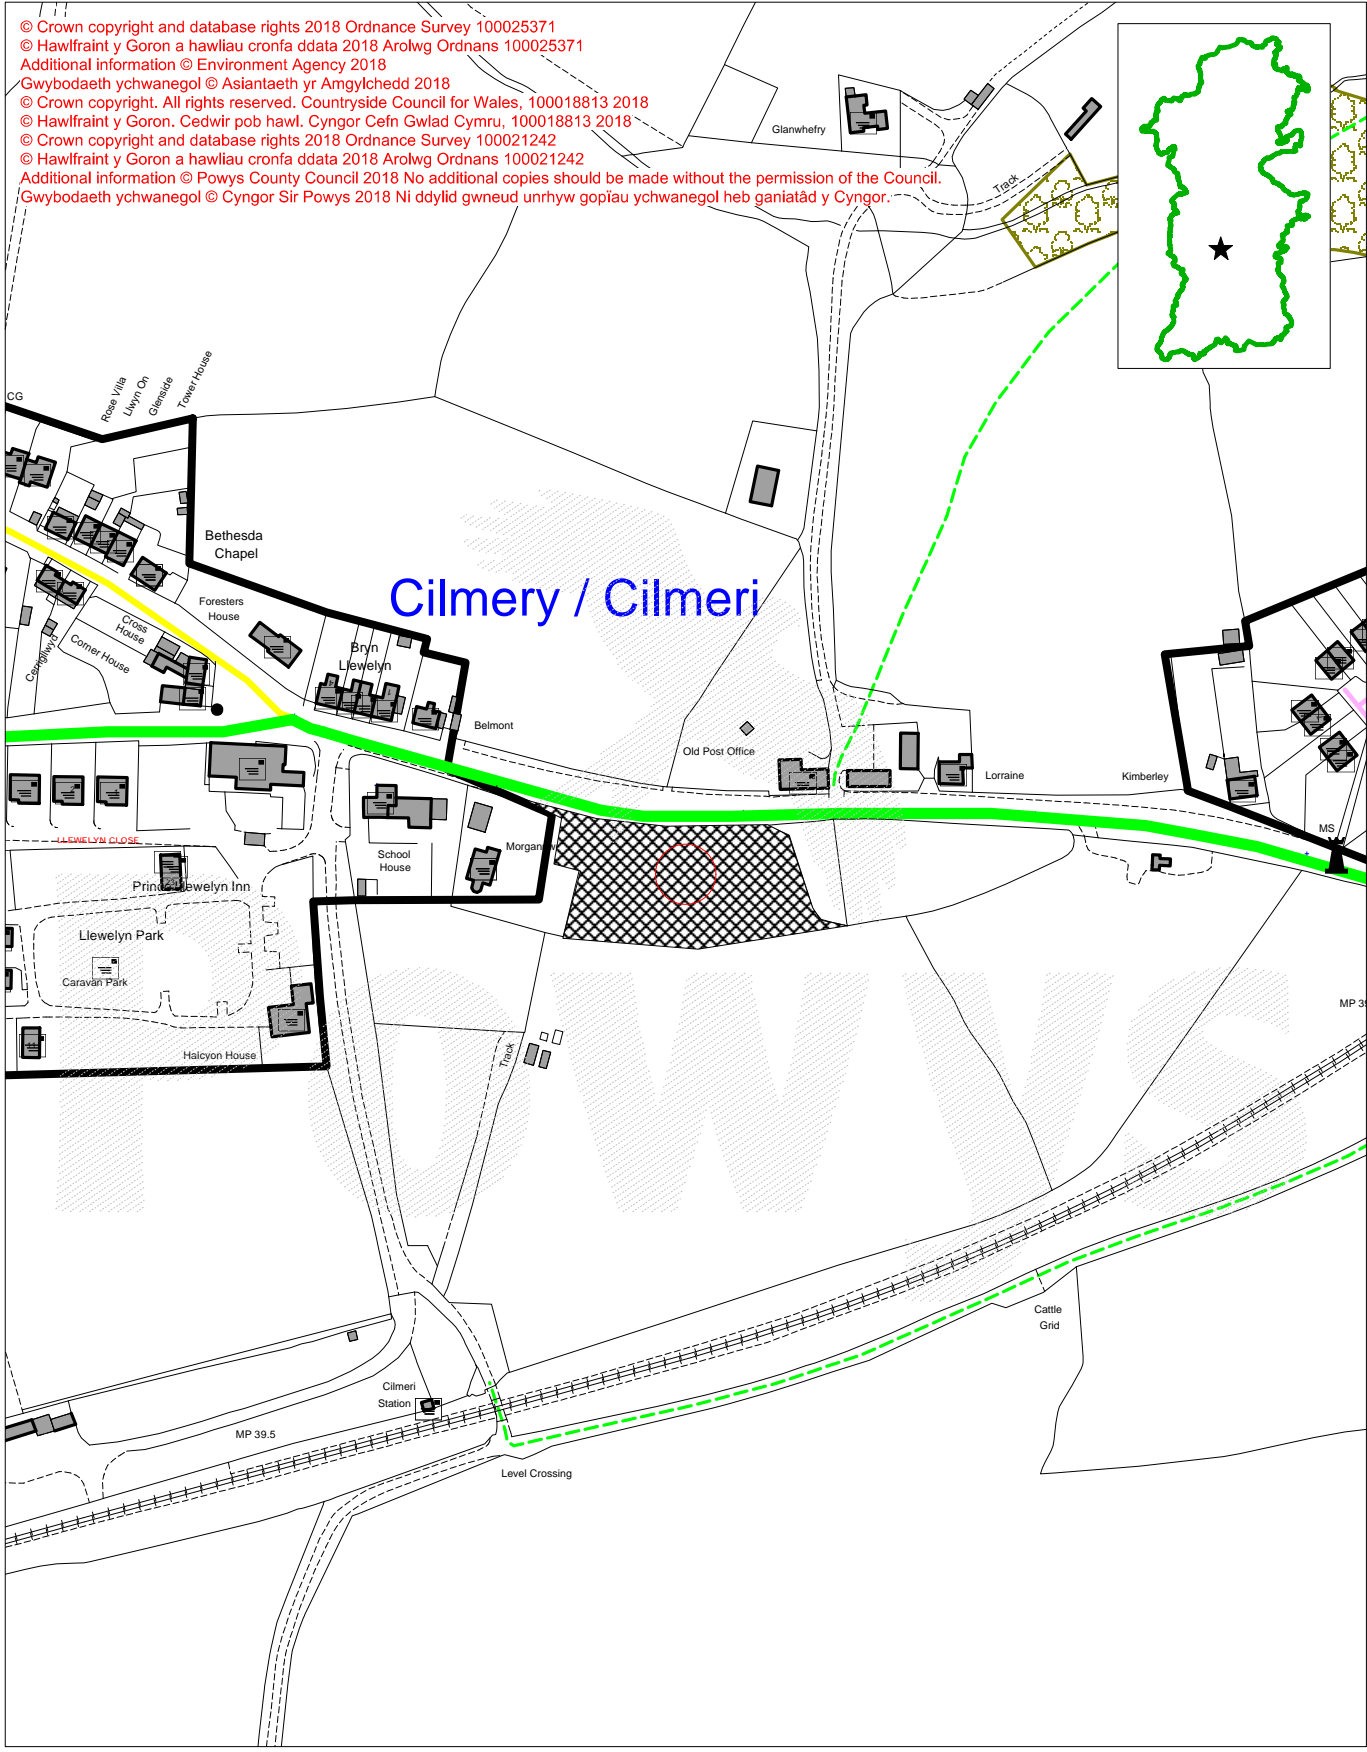 © Crown copyright and database rights 2018 Ordnance Survey 100025371
© Hawlfraint y Goron a hawliau cronfa ddata 2018 Arolwg Ordnans 100025371
Additional information © Environment Agency 2018
Gwybodaeth ychwanegol © Asiantaeth yr Amgylchedd 2018
© Crown copyright. All rights reserved. Countryside Council for Wales, 100018813 2018
© Hawlfraint y Goron. Cedwir pob hawl. Cyngor Cefn Gwlad Cymru, 100018813 2018
© Crown copyright and database rights 2018 Ordnance Survey 100021242
© Hawlfraint y Goron a hawliau cronfa ddata 2018 Arolwg Ordnans 100021242
Additional information © Powys County Council 2018 No additional copies should be made without the permission of the Council.
Gwybodaeth ychwanegol © Cyngor Sir Powys 2018 Ni ddylid gwneud unrhyw gopïau ychwanegol heb ganiatâd y Cyngor.
Glanwhefry
Track
CG
Rose Villa
Llwyn On
Glenside
Tower House
Bethesda
Chapel
Cilmery / Cilmeri
Foresters
House
Cross
House
Corner House
Cerrigllwyd
Bryn
Llewelyn
Belmont
Old Post Office
Lorraine
Kimberley
MS
LLEWELYN CLOSE
School
House
Prince Llewelyn Inn
Llewelyn Park
Caravan Park
Halcyon House
Track
MP 39
POWYS
Cattle
Grid
Cilmeri
Station
MP 39.5
Level Crossing